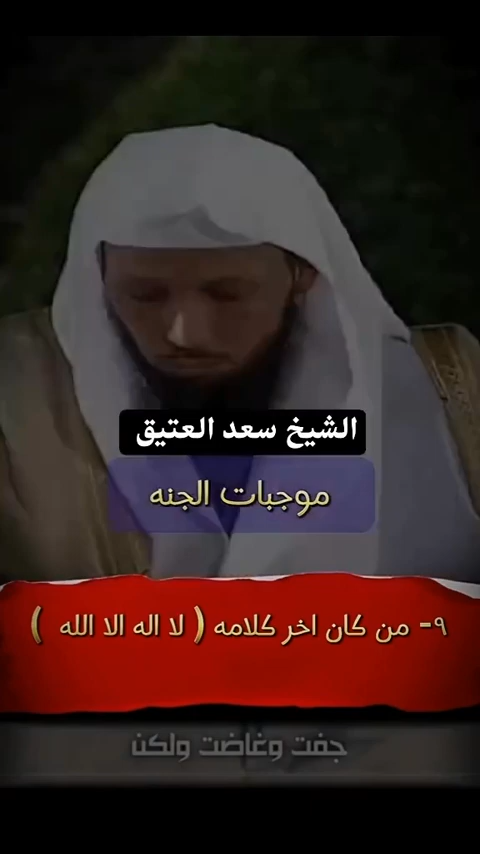 الشيخ سعد العتيق
موجبات الجنه
٩- من كان اخر كلامه ( لا اله الا الله )
جفت وغاضت ولكن